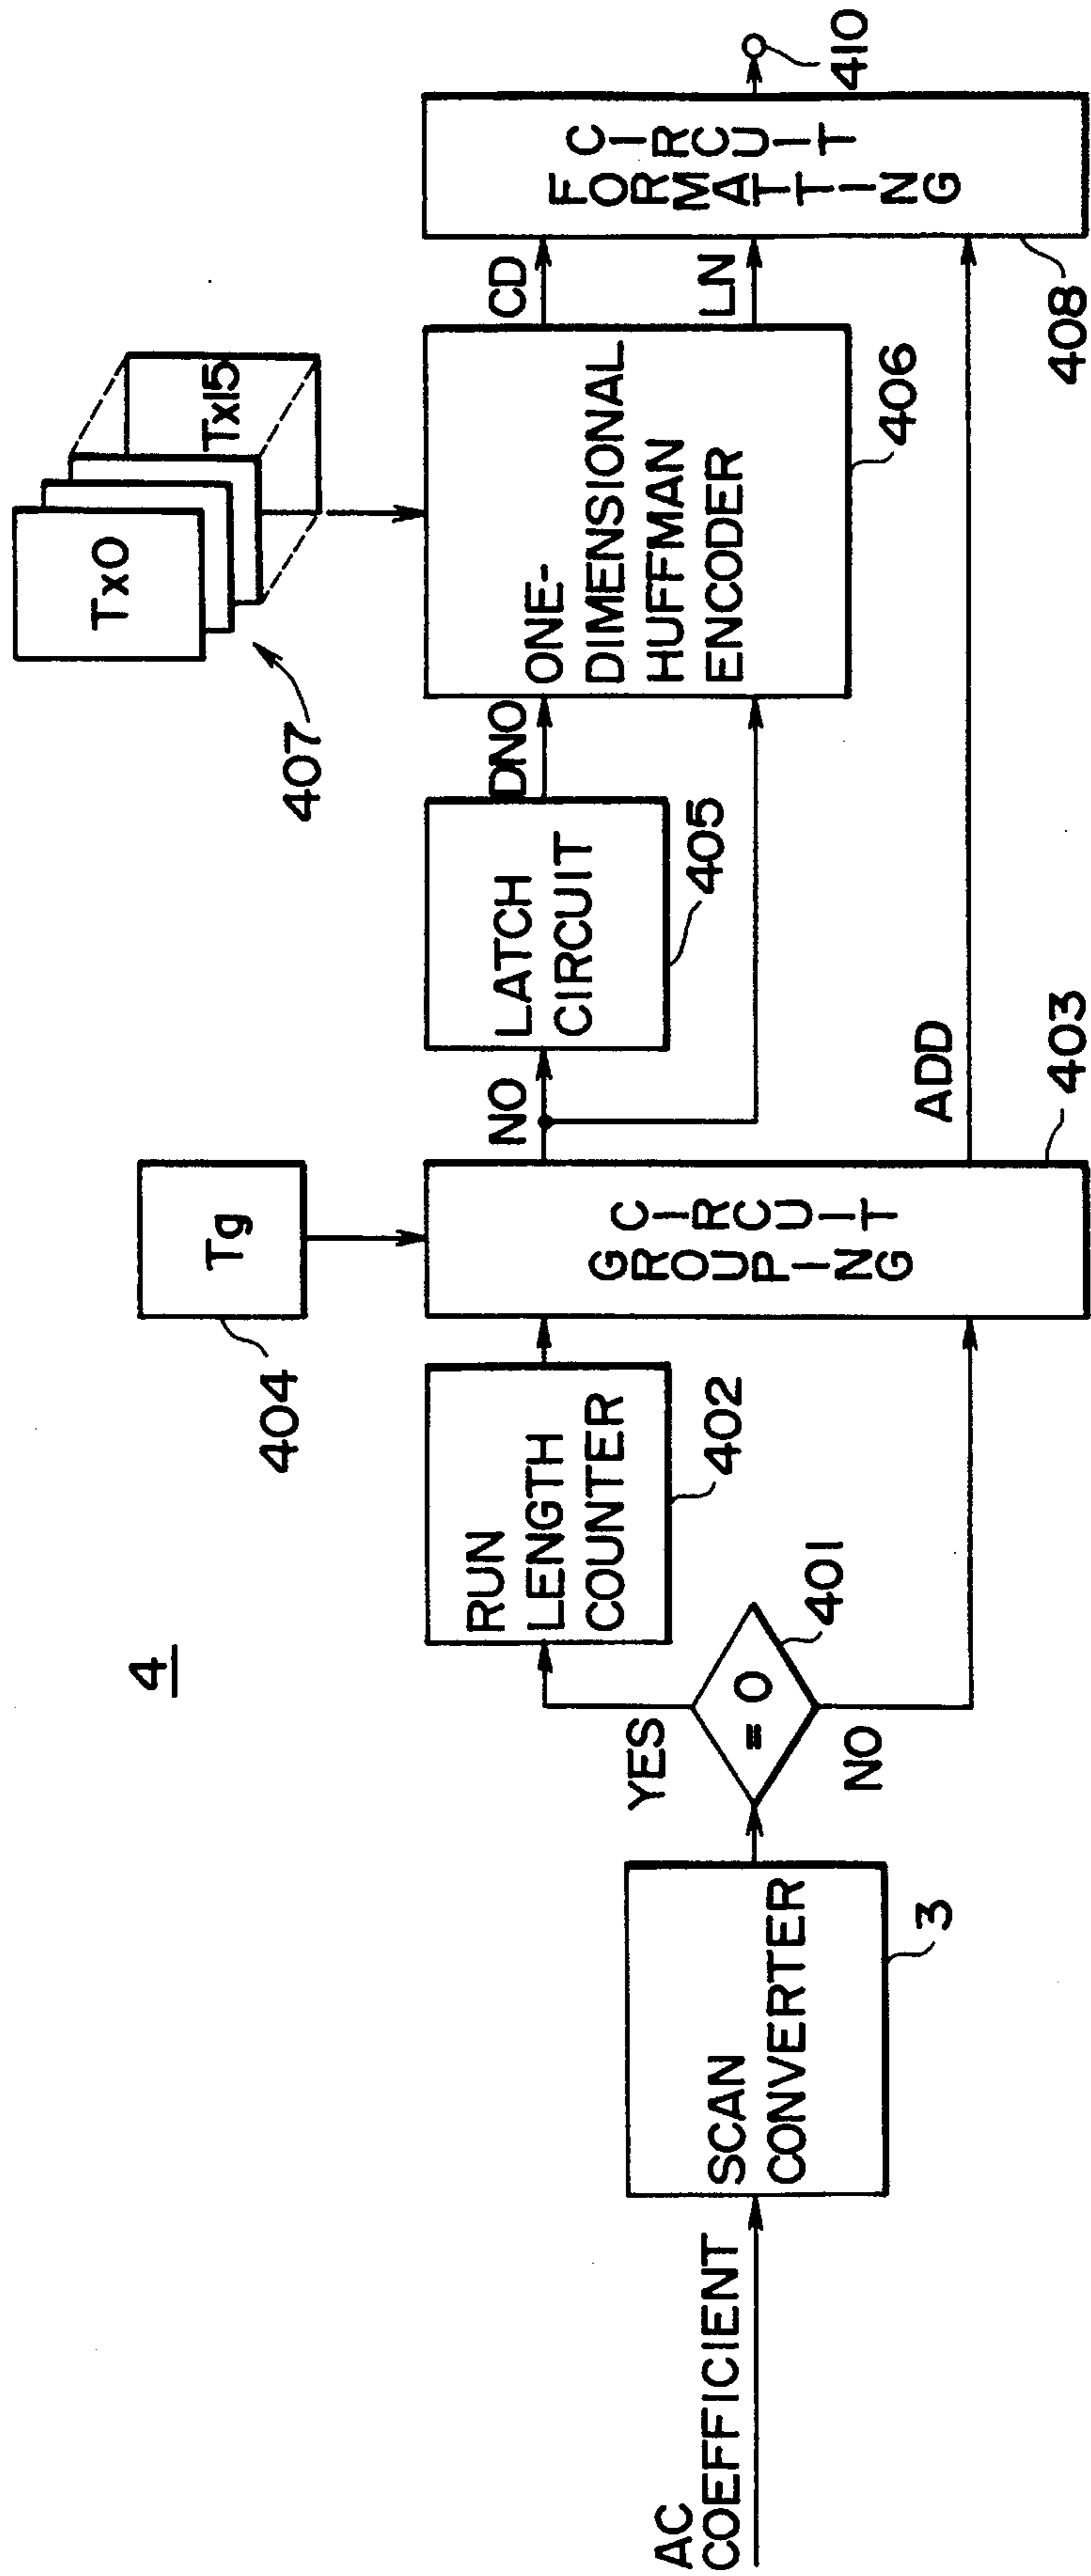 4
AC
COEFFICIENT
SCAN
CONVERTER
3
= 0
401
YES
NO
RUN
LENGTH
COUNTER
402
Tg
404
GROUPING
CIRCUIT
403
NO
ADD
LATCH
CIRCUIT
405
DNO
Tx0
Tx15
407
ONE-
DIMENSIONAL
HUFFMAN
ENCODER
406
CD
LN
FORMATTING
CIRCUIT
408
410